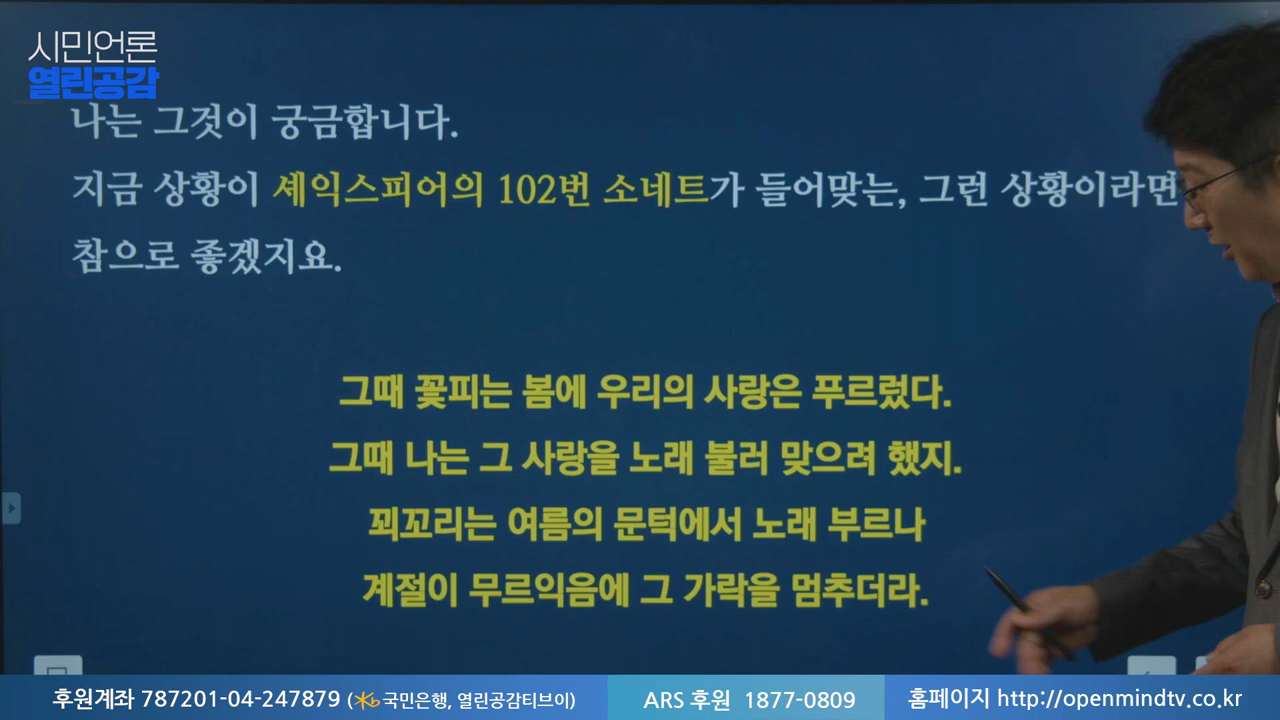 시민언론
열린공감
나는 그것이 궁금합니다.
지금 상황이 셰익스피어의 102번 소네트가 들어맞는, 그런 상황이라면
참으로 좋겠지요.
그때 꽃피는 봄에 우리의 사랑은 푸르렀다.
그때 나는 그 사랑을 노래 불러 맞으려 했지.
꾀꼬리는 여름의 문턱에서 노래 부르나
계절이 무르익음에 그 가락을 멈추더라.
후원계좌 787201-04-247879 (국민은행, 열린공감티브이)
ARS 후원 1877-0809
홈페이지 http://openmindtv.co.kr